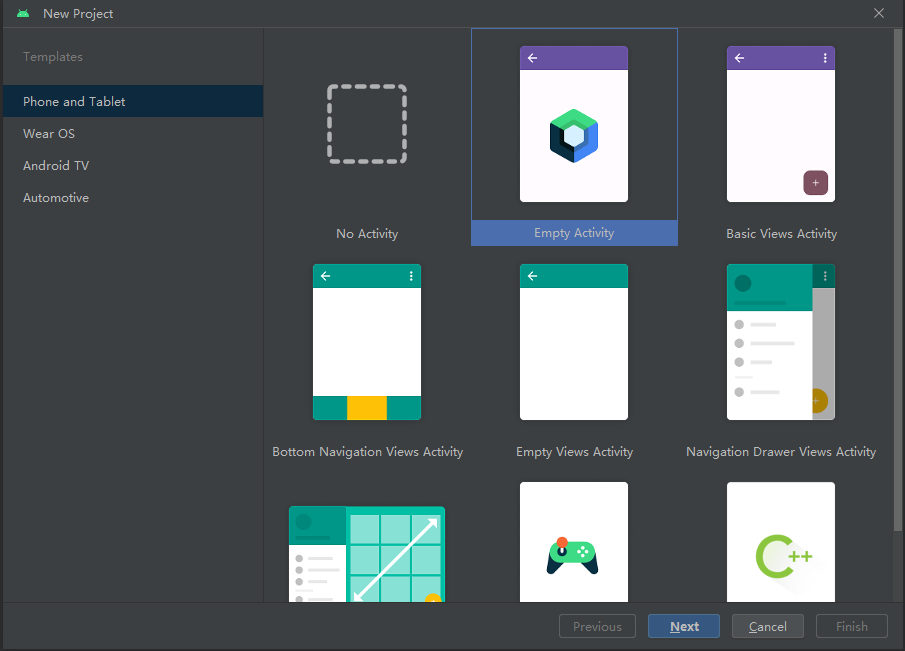 New Project
Templates
Phone and Tablet
Wear OS
Android TV
Automotive
No Activity
Empty Activity
Basic Views Activity
Bottom Navigation Views Activity
Empty Views Activity
Navigation Drawer Views Activity
C++
Previous
Next
Cancel
Finish